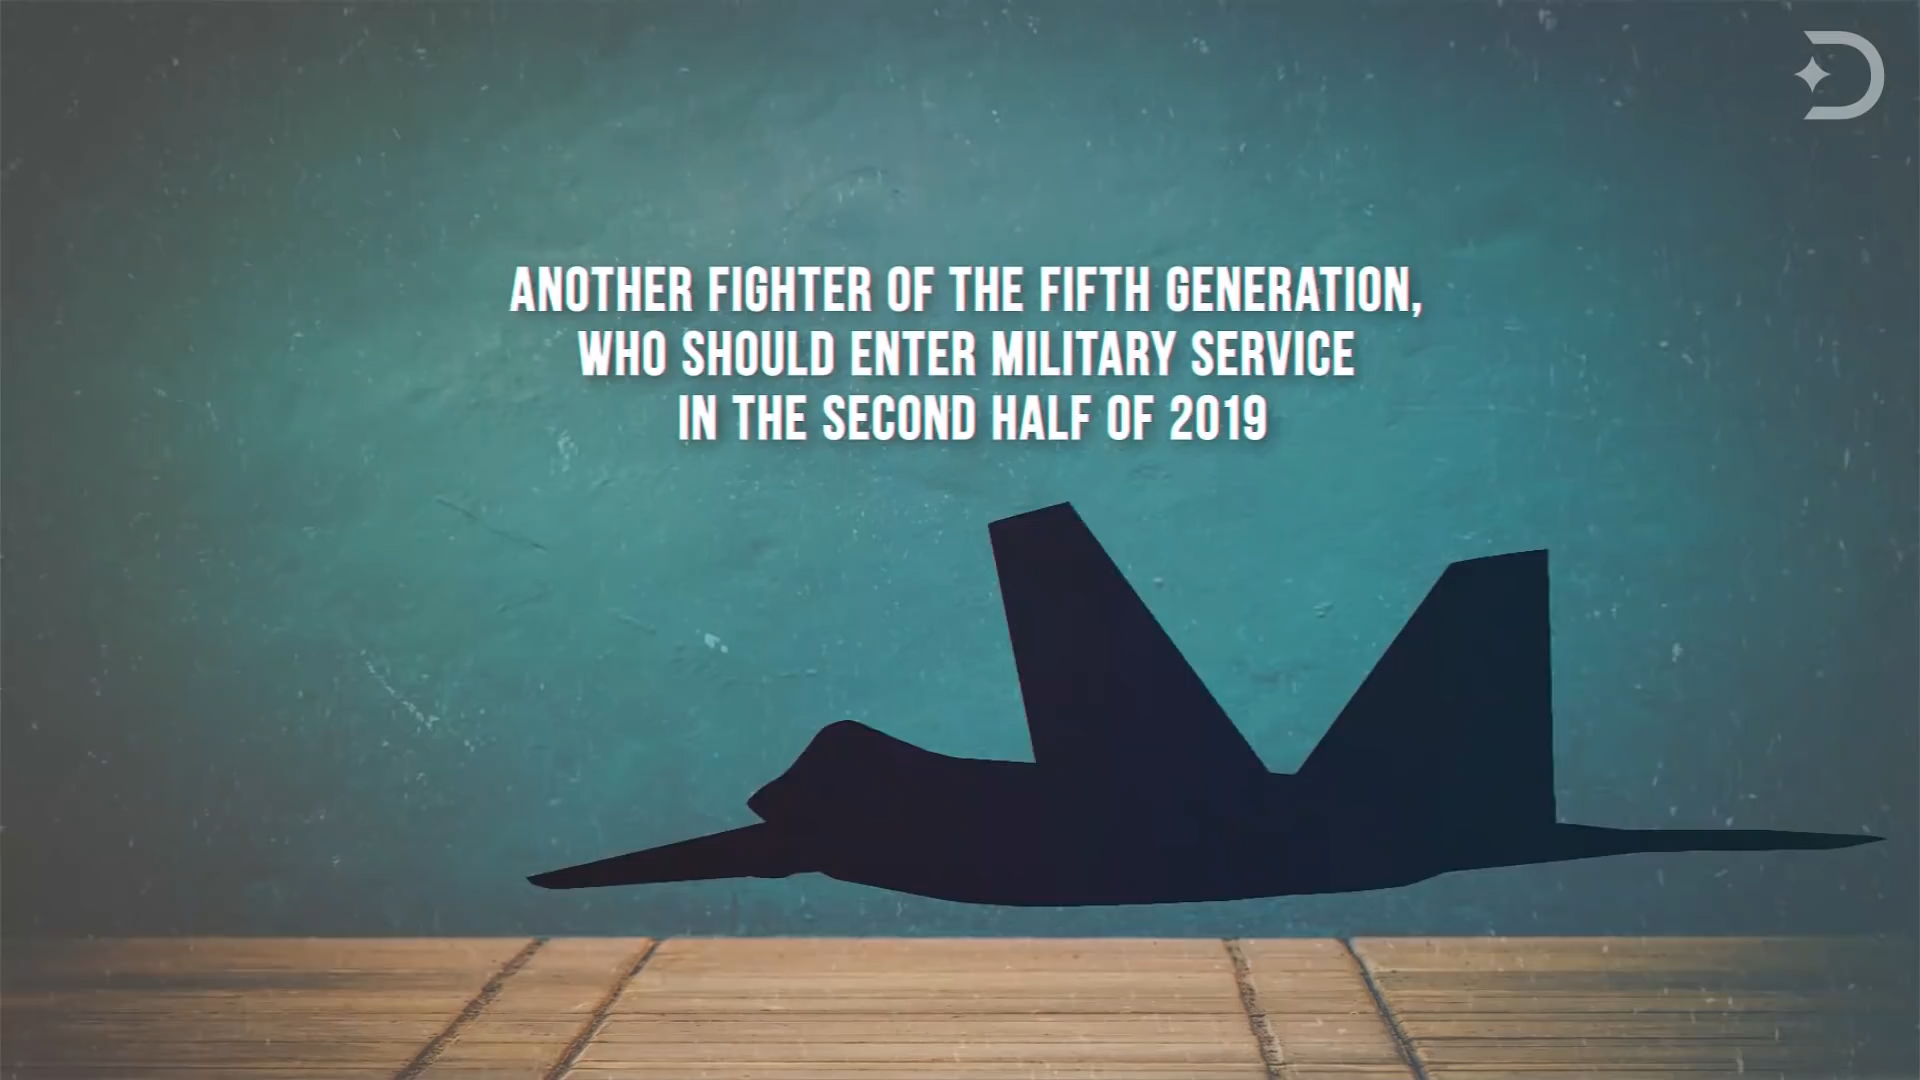 ANOTHER FIGHTER OF THE FIFTH GENERATION,
WHO SHOULD ENTER MILITARY SERVICE
IN THE SECOND HALF OF 2019